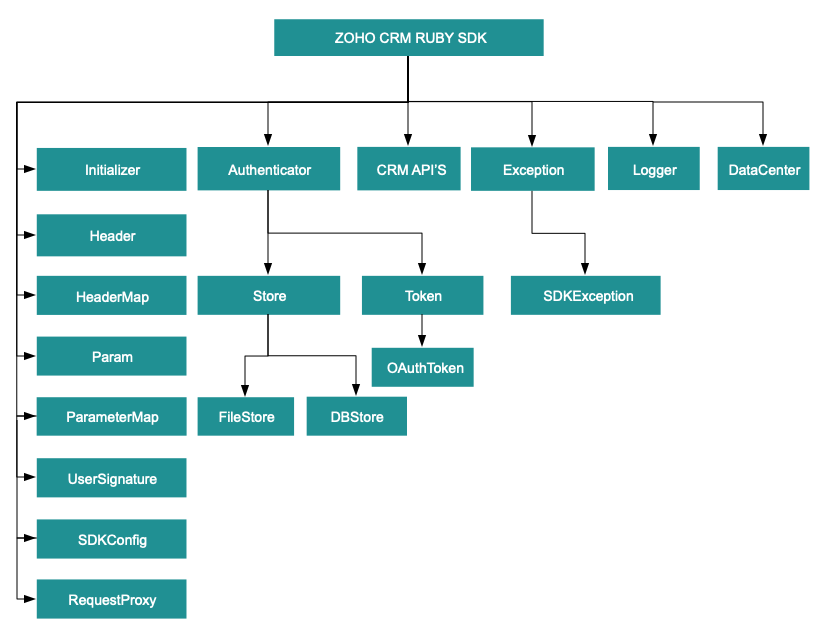 ZOHO CRM RUBY SDK
Initializer
Authenticator
CRM API'S
Exception
Logger
DataCenter
Header
HeaderMap
Store
Token
SDKException
Param
OAuthToken
ParameterMap
FileStore
DBStore
UserSignature
SDKConfig
RequestProxy